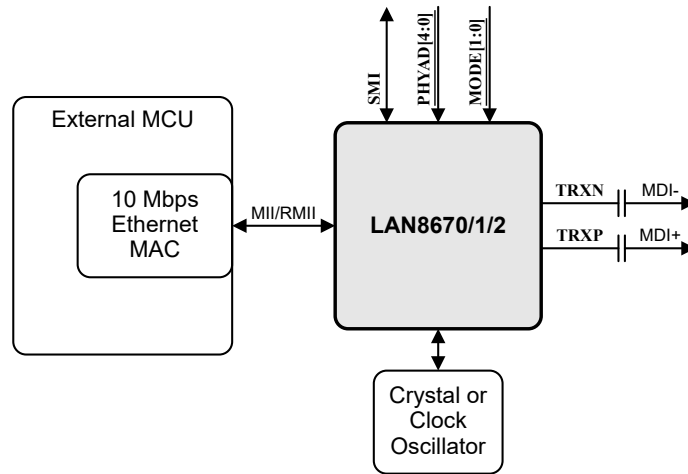 SMI
PHYAD[4:0]
MODE[1:0]
External MCU
10 Mbps
Ethernet
MAC
MII/RMII
LAN8670/1/2
TRXN
MDI-
TRXP
MDI+
Crystal or
Clock
Oscillator